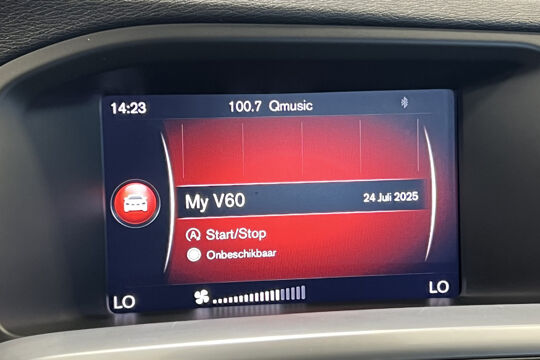 14:23 100.7 Qmusic
My V60 24 Juli 2025
Start/Stop
Onbeschikbaar
LO LO